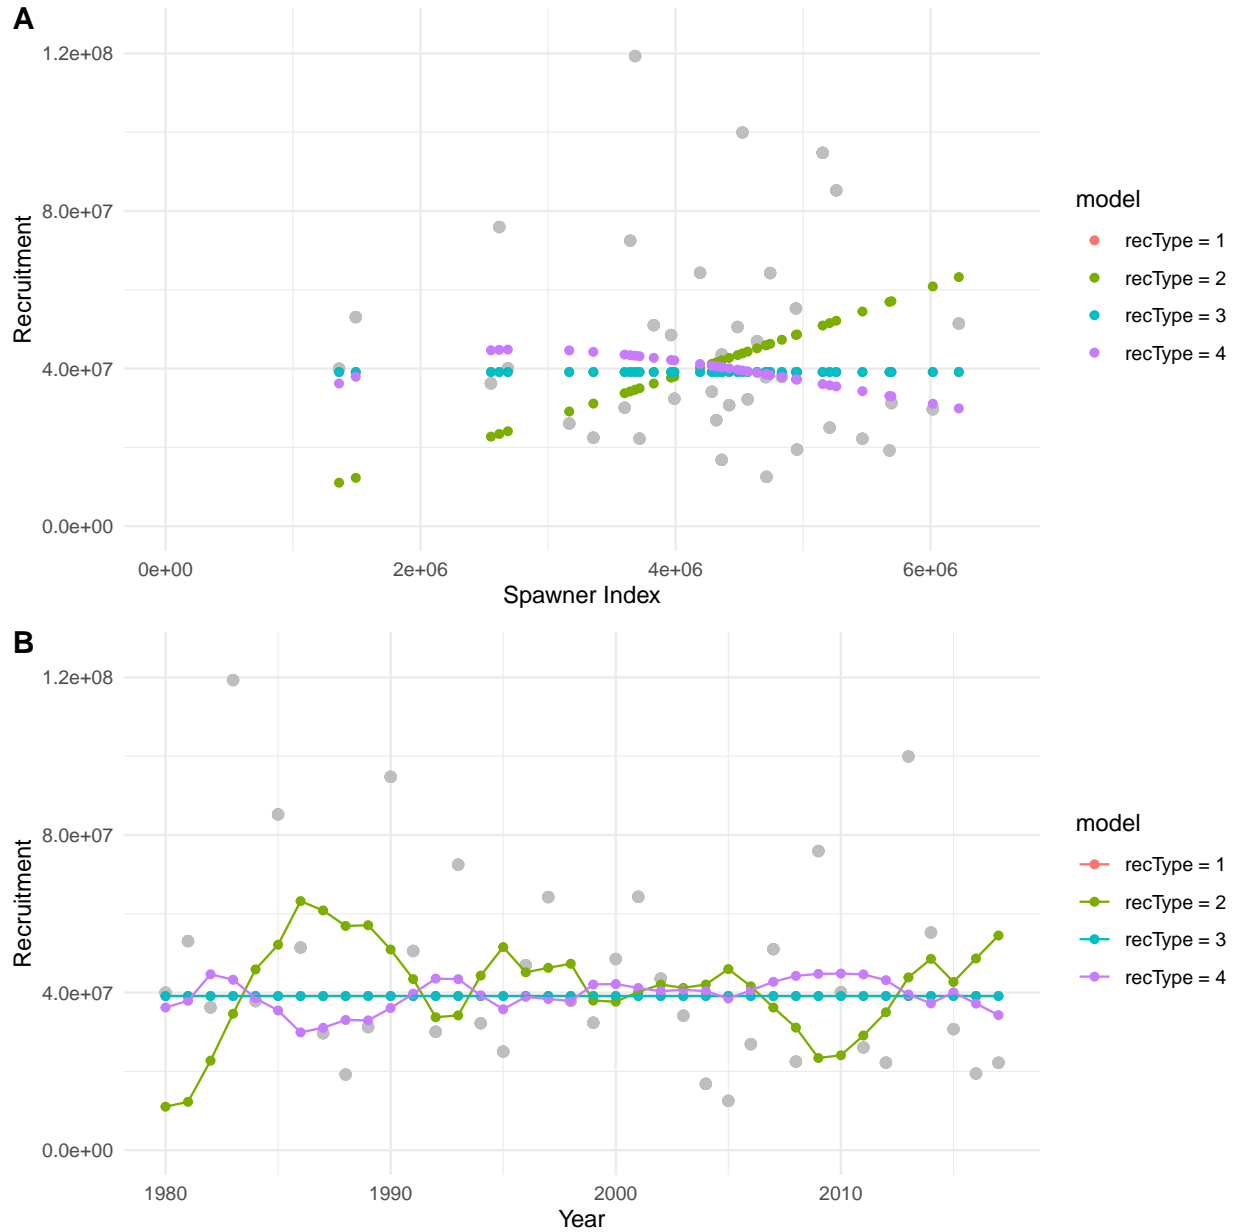 A
1.2e+08
8.0e+07
4.0e+07
0.0e+00
Recruitment
0e+00 2e+06 4e+06 6e+06
Spawner Index
model
recType = 1
recType = 2
recType = 3
recType = 4
B
1.2e+08
8.0e+07
4.0e+07
0.0e+00
Recruitment
1980 1990 2000 2010
Year
model
recType = 1
recType = 2
recType = 3
recType = 4